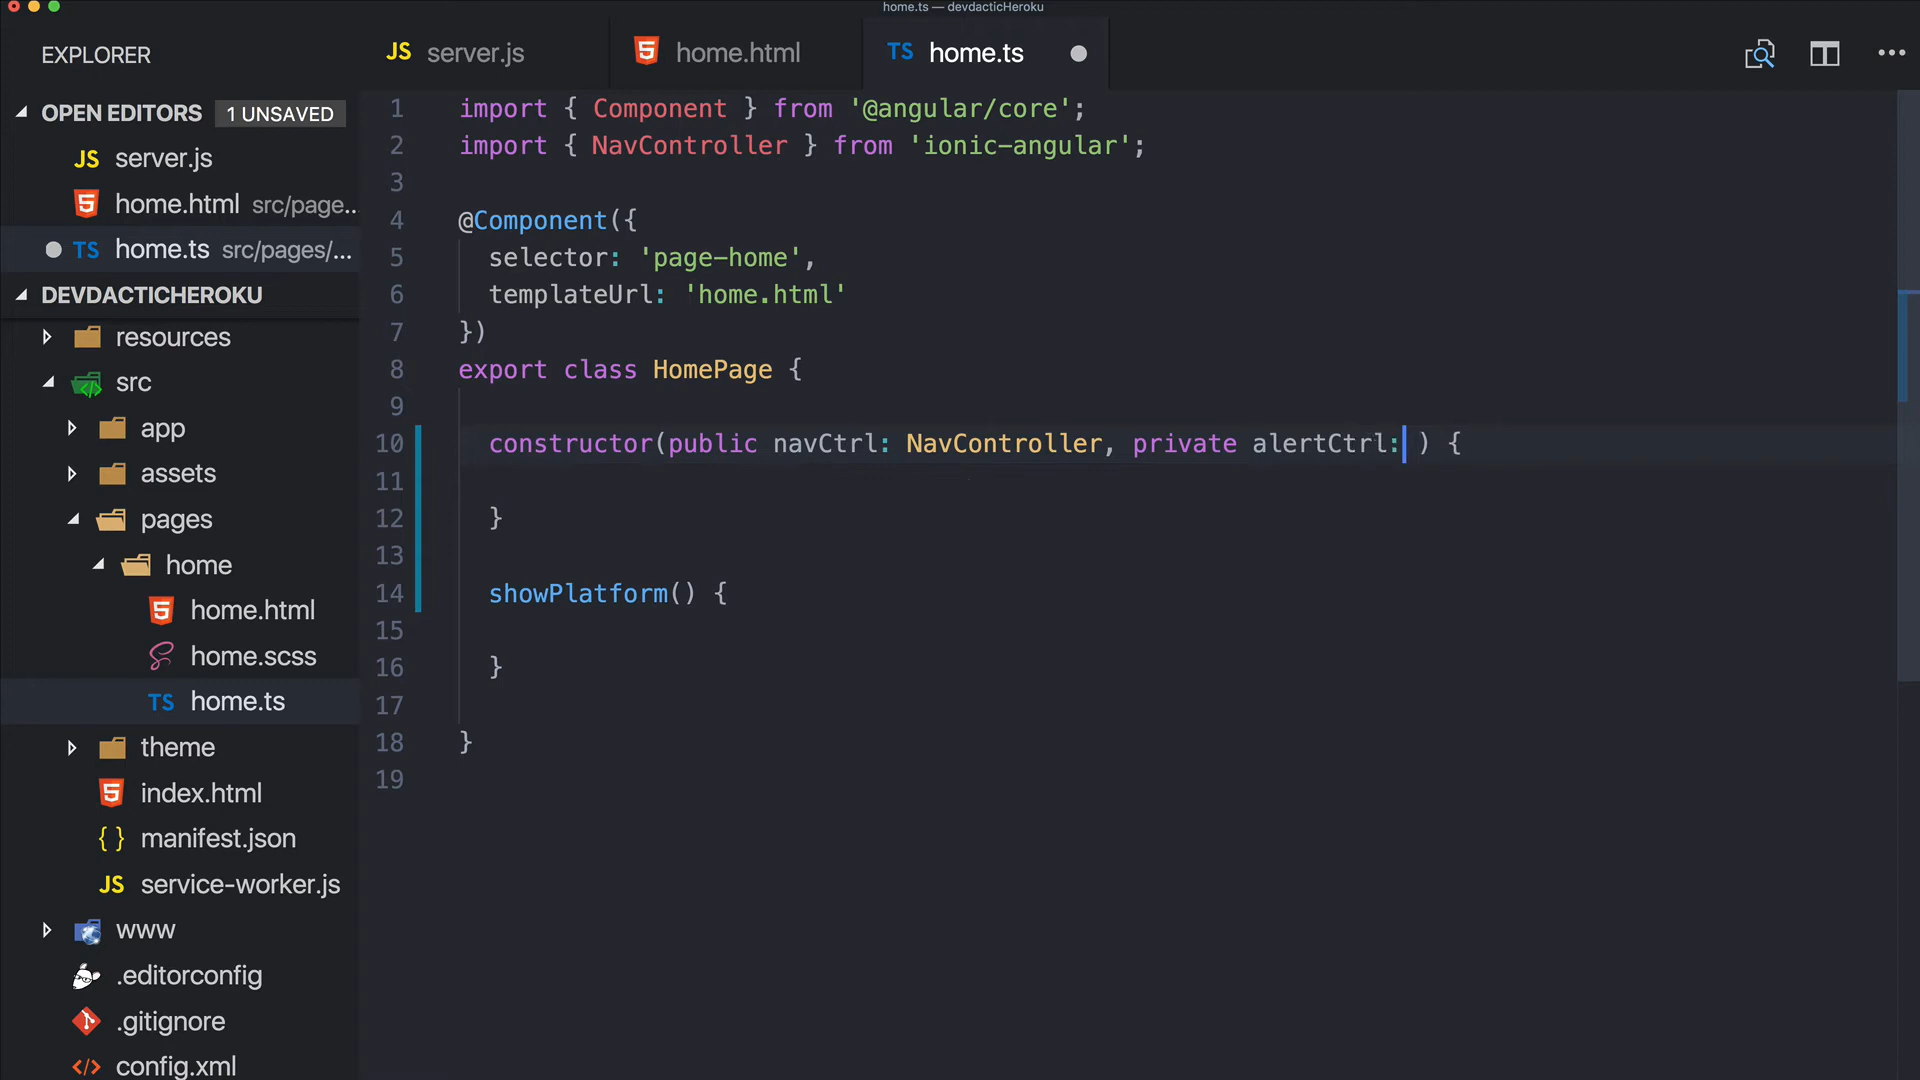 home.ts — devdacticHeroku
EXPLORER
JS server.js
home.html
TS home.ts
OPEN EDITORS 1 UNSAVED
JS server.js
home.html src/page...
TS home.ts src/pages/...
DEVDACTICHEROKU
resources
src
app
assets
pages
home
home.html
home.scss
TS home.ts
theme
index.html
{ } manifest.json
JS service-worker.js
www
.editorconfig
.gitignore
config.xml
1 import { Component } from '@angular/core';
2 import { NavController } from 'ionic-angular';
3
4 @Component({
5 selector: 'page-home',
6 templateUrl: 'home.html'
7 })
8 export class HomePage {
9
10 constructor(public navCtrl: NavController, private alertCtrl: ) {
11
12 }
13
14 showPlatform() {
15
16 }
17
18 }
19